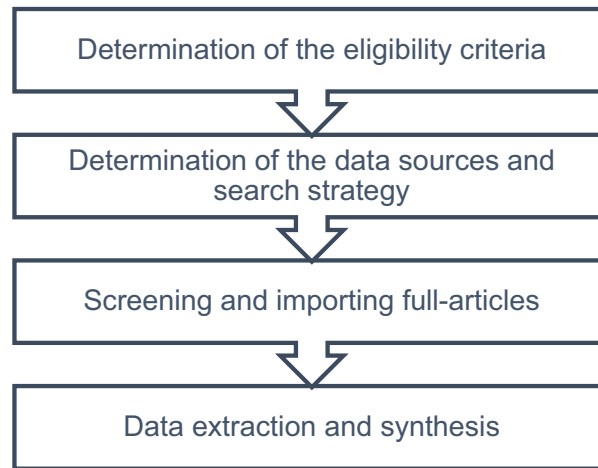 Determination of the eligibility criteria
Determination of the data sources and
search strategy
Screening and importing full-articles
Data extraction and synthesis